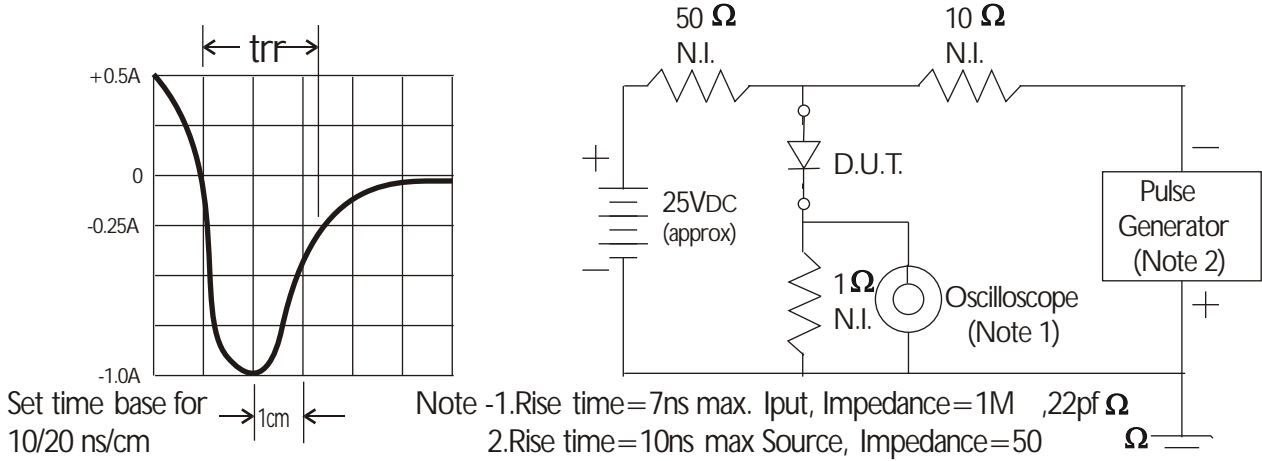 trr
+0.5A
0
-0.25A
-1.0A
1cm
Set time base for
10/20 ns/cm
50 Ω
N.I.
10 Ω
N.I.
+
25VDC
(approx)
−
D.U.T.
1Ω
N.I.
Oscilloscope
(Note 1)
−
Pulse
Generator
(Note 2)
+
Note -1.Rise time=7ns max. Iput, Impedance=1M ,22pf Ω
2.Rise time=10ns max Source, Impedance=50 Ω